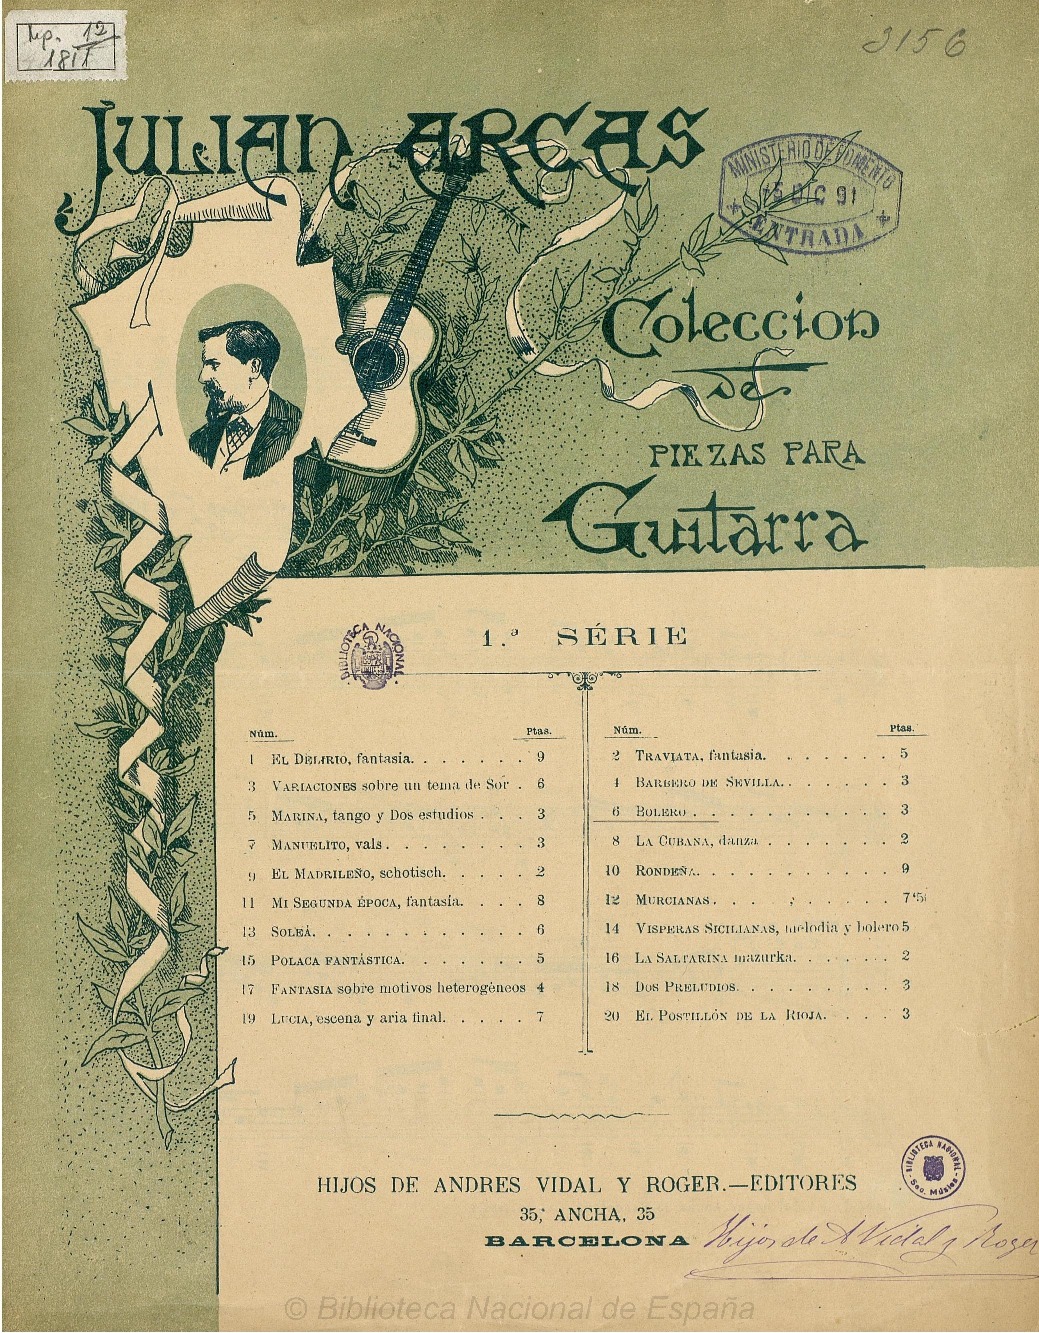 Mp. 12
1811
3156
JULIAN ARCAS
MINISTERIO DE FOMENTO
5 DIC 91
ENTRADA
Coleccion
de
PIEZAS PARA
Guitarra
1.ª SÉRIE
BIBLIOTECA NACIONAL
Núm. Ptas.
1 EL DELIRIO, fantasía. . . . . . . 9
3 VARIACIONES sobre un tema de Sor . 6
5 MARINA, tango y Dos estudios . . . 3
7 MANUELITO, vals . . . . . . . . 3
9 EL MADRILEÑO, schotisch. . . . . . 2
11 MI SEGUNDA ÉPOCA, fantasía. . . . . 8
13 SOLEÁ. . . . . . . . . . . . . 6
15 POLACA FANTÁSTICA. . . . . . . . 5
17 FANTASIA sobre motivos heterogéneos 4
19 LUCIA, escena y aria final. . . . . . 7
Núm. Ptas.
2 TRAVIATA, fantasía. . . . . . . . 5
4 BARBERO DE SEVILLA. . . . . . . . 3
6 BOLERO . . . . . . . . . . . . 3
8 LA CUBANA, danza . . . . . . . . 2
10 RONDEÑA. . . . . . . . . . . . 9
12 MURCIANAS . . . . . . . . . . . 7'5
14 VISPERAS SICILIANAS, melodía y bolero 5
16 LA SALTARINA mazurka. . . . . . . 2
18 DOS PRELUDIOS. . . . . . . . . . 3
20 EL POSTILLÓN DE LA RIOJA. . . . . 3
HIJOS DE ANDRES VIDAL Y ROGER.—EDITORES
35, ANCHA, 35
BARCELONA
BIBLIOTECA NACIONAL
Sec. Música
Hijos de A Vidal y Roger
© Biblioteca Nacional de España